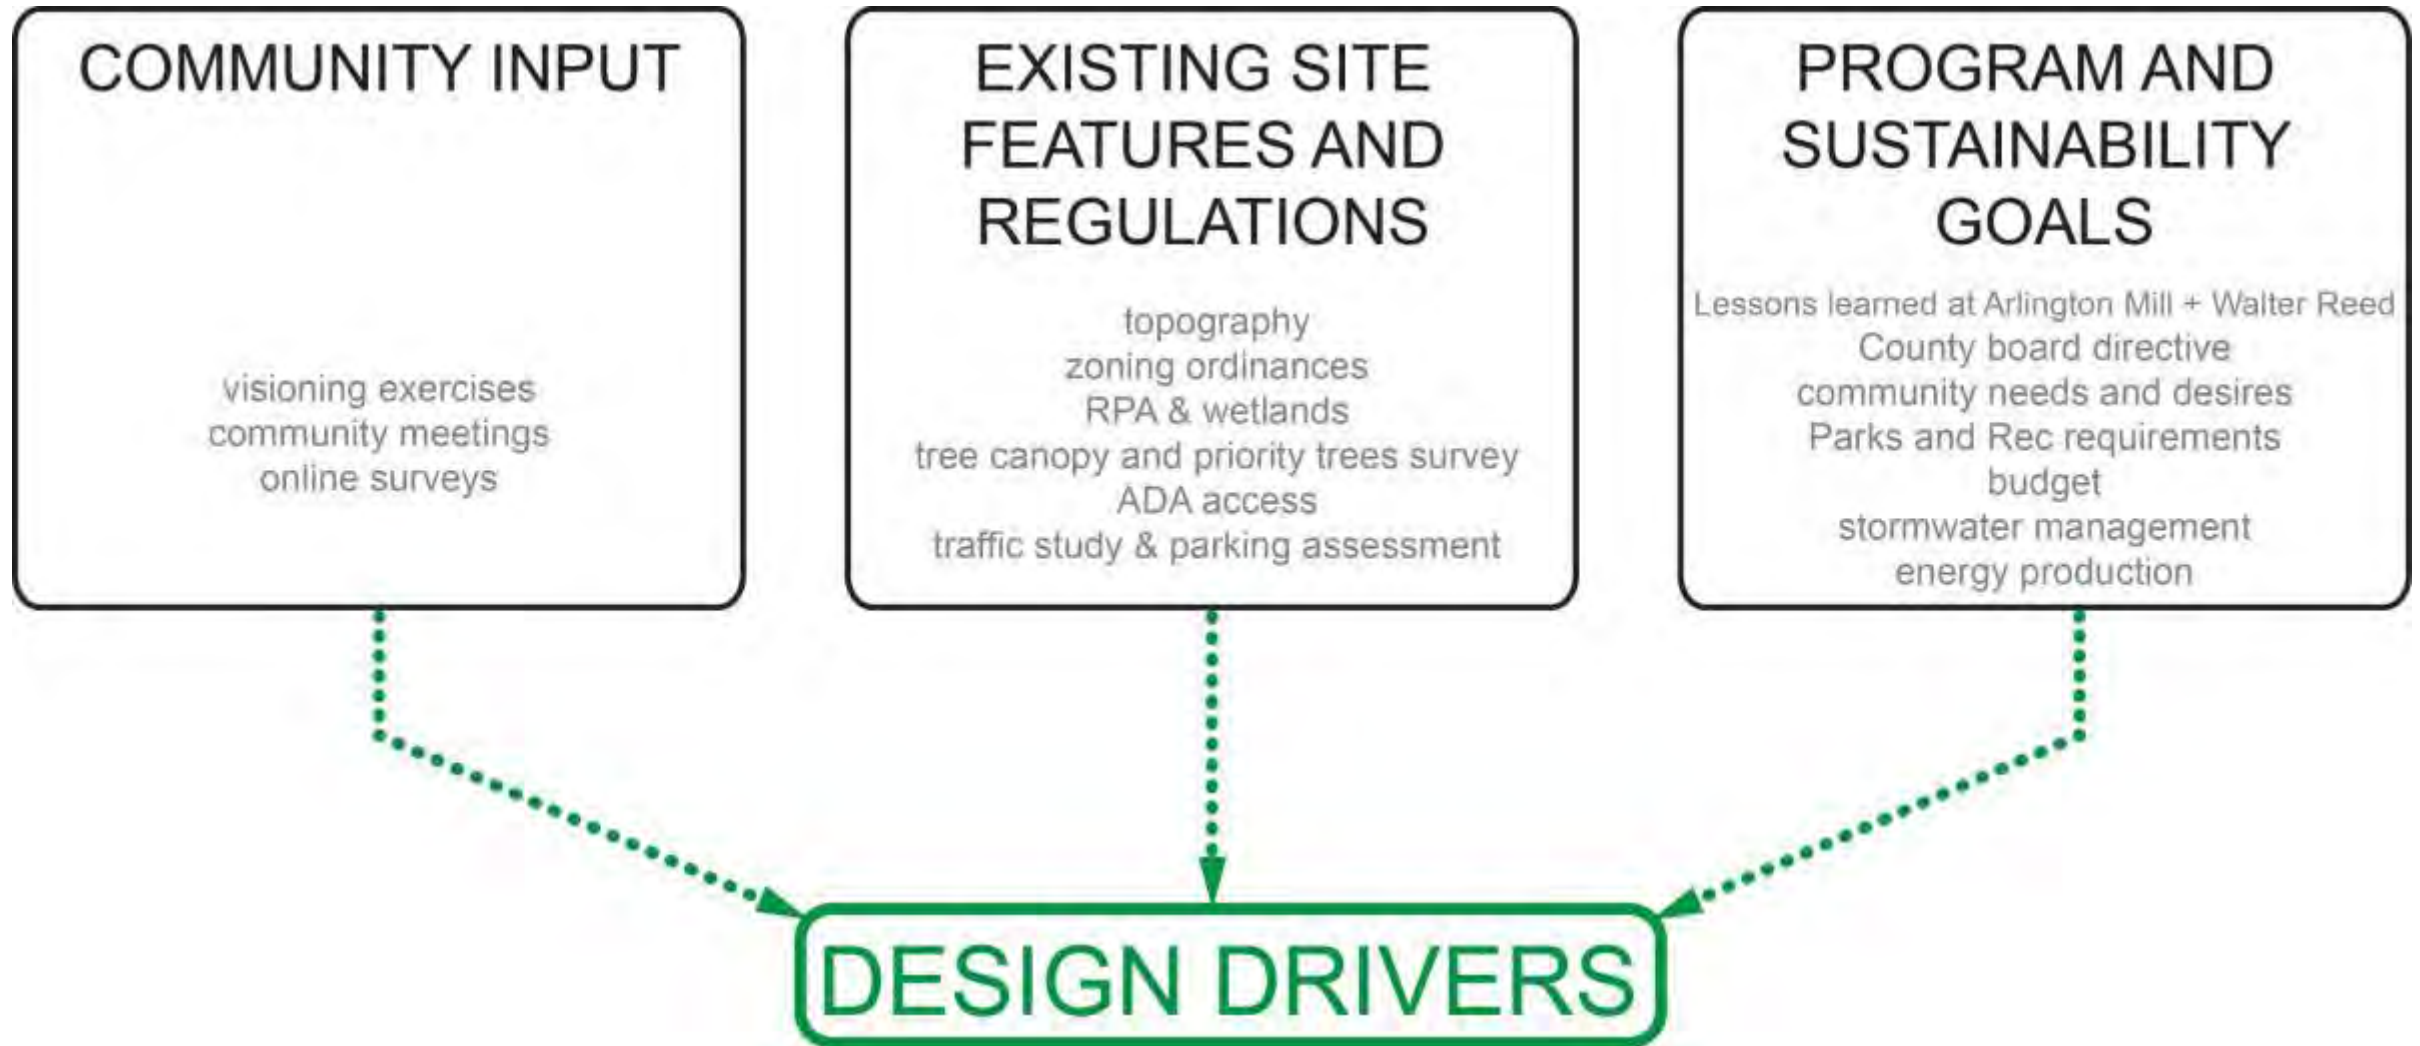 COMMUNITY INPUT
visioning exercises
community meetings
online surveys
EXISTING SITE
FEATURES AND
REGULATIONS
topography
zoning ordinances
RPA & wetlands
tree canopy and priority trees survey
ADA access
traffic study & parking assessment
PROGRAM AND
SUSTAINABILITY
GOALS
Lessons learned at Arlington Mill + Walter Reed
County board directive
community needs and desires
Parks and Rec requirements
budget
stormwater management
energy production
DESIGN DRIVERS